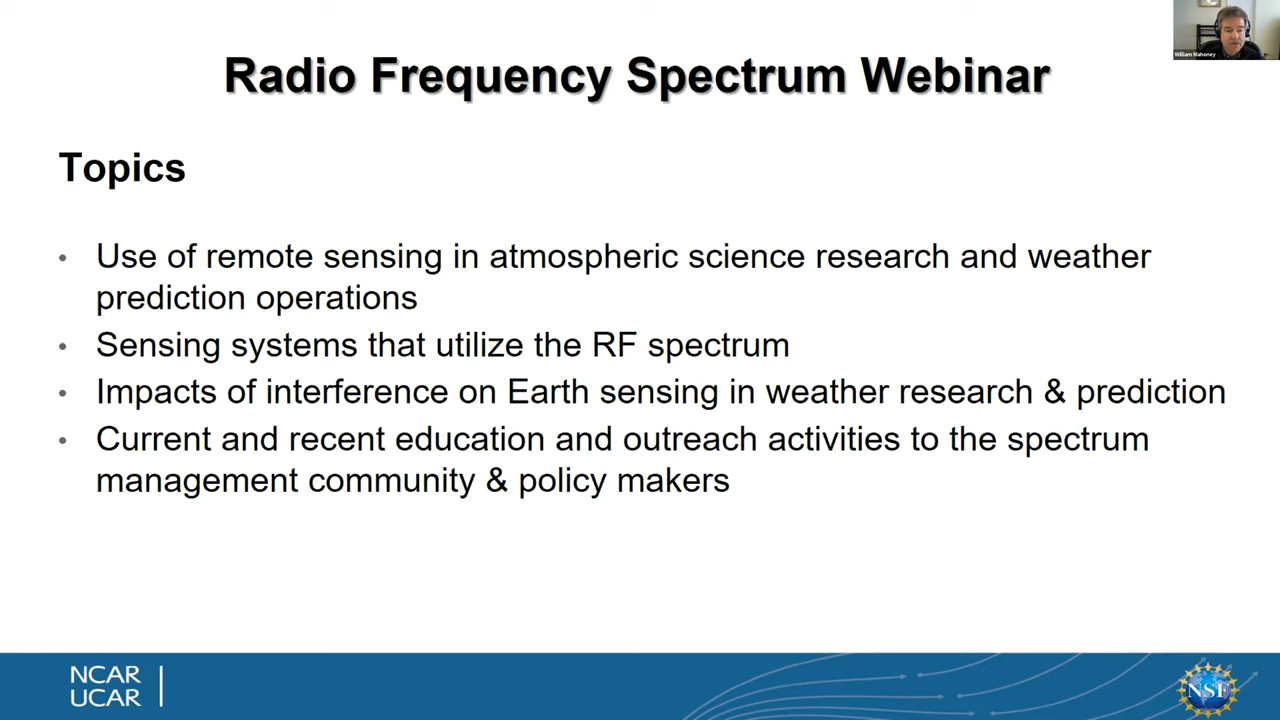 William Mahoney
Radio Frequency Spectrum Webinar
Topics
• Use of remote sensing in atmospheric science research and weather
prediction operations
• Sensing systems that utilize the RF spectrum
• Impacts of interference on Earth sensing in weather research & prediction
• Current and recent education and outreach activities to the spectrum
management community & policy makers
NCAR
UCAR
NSF